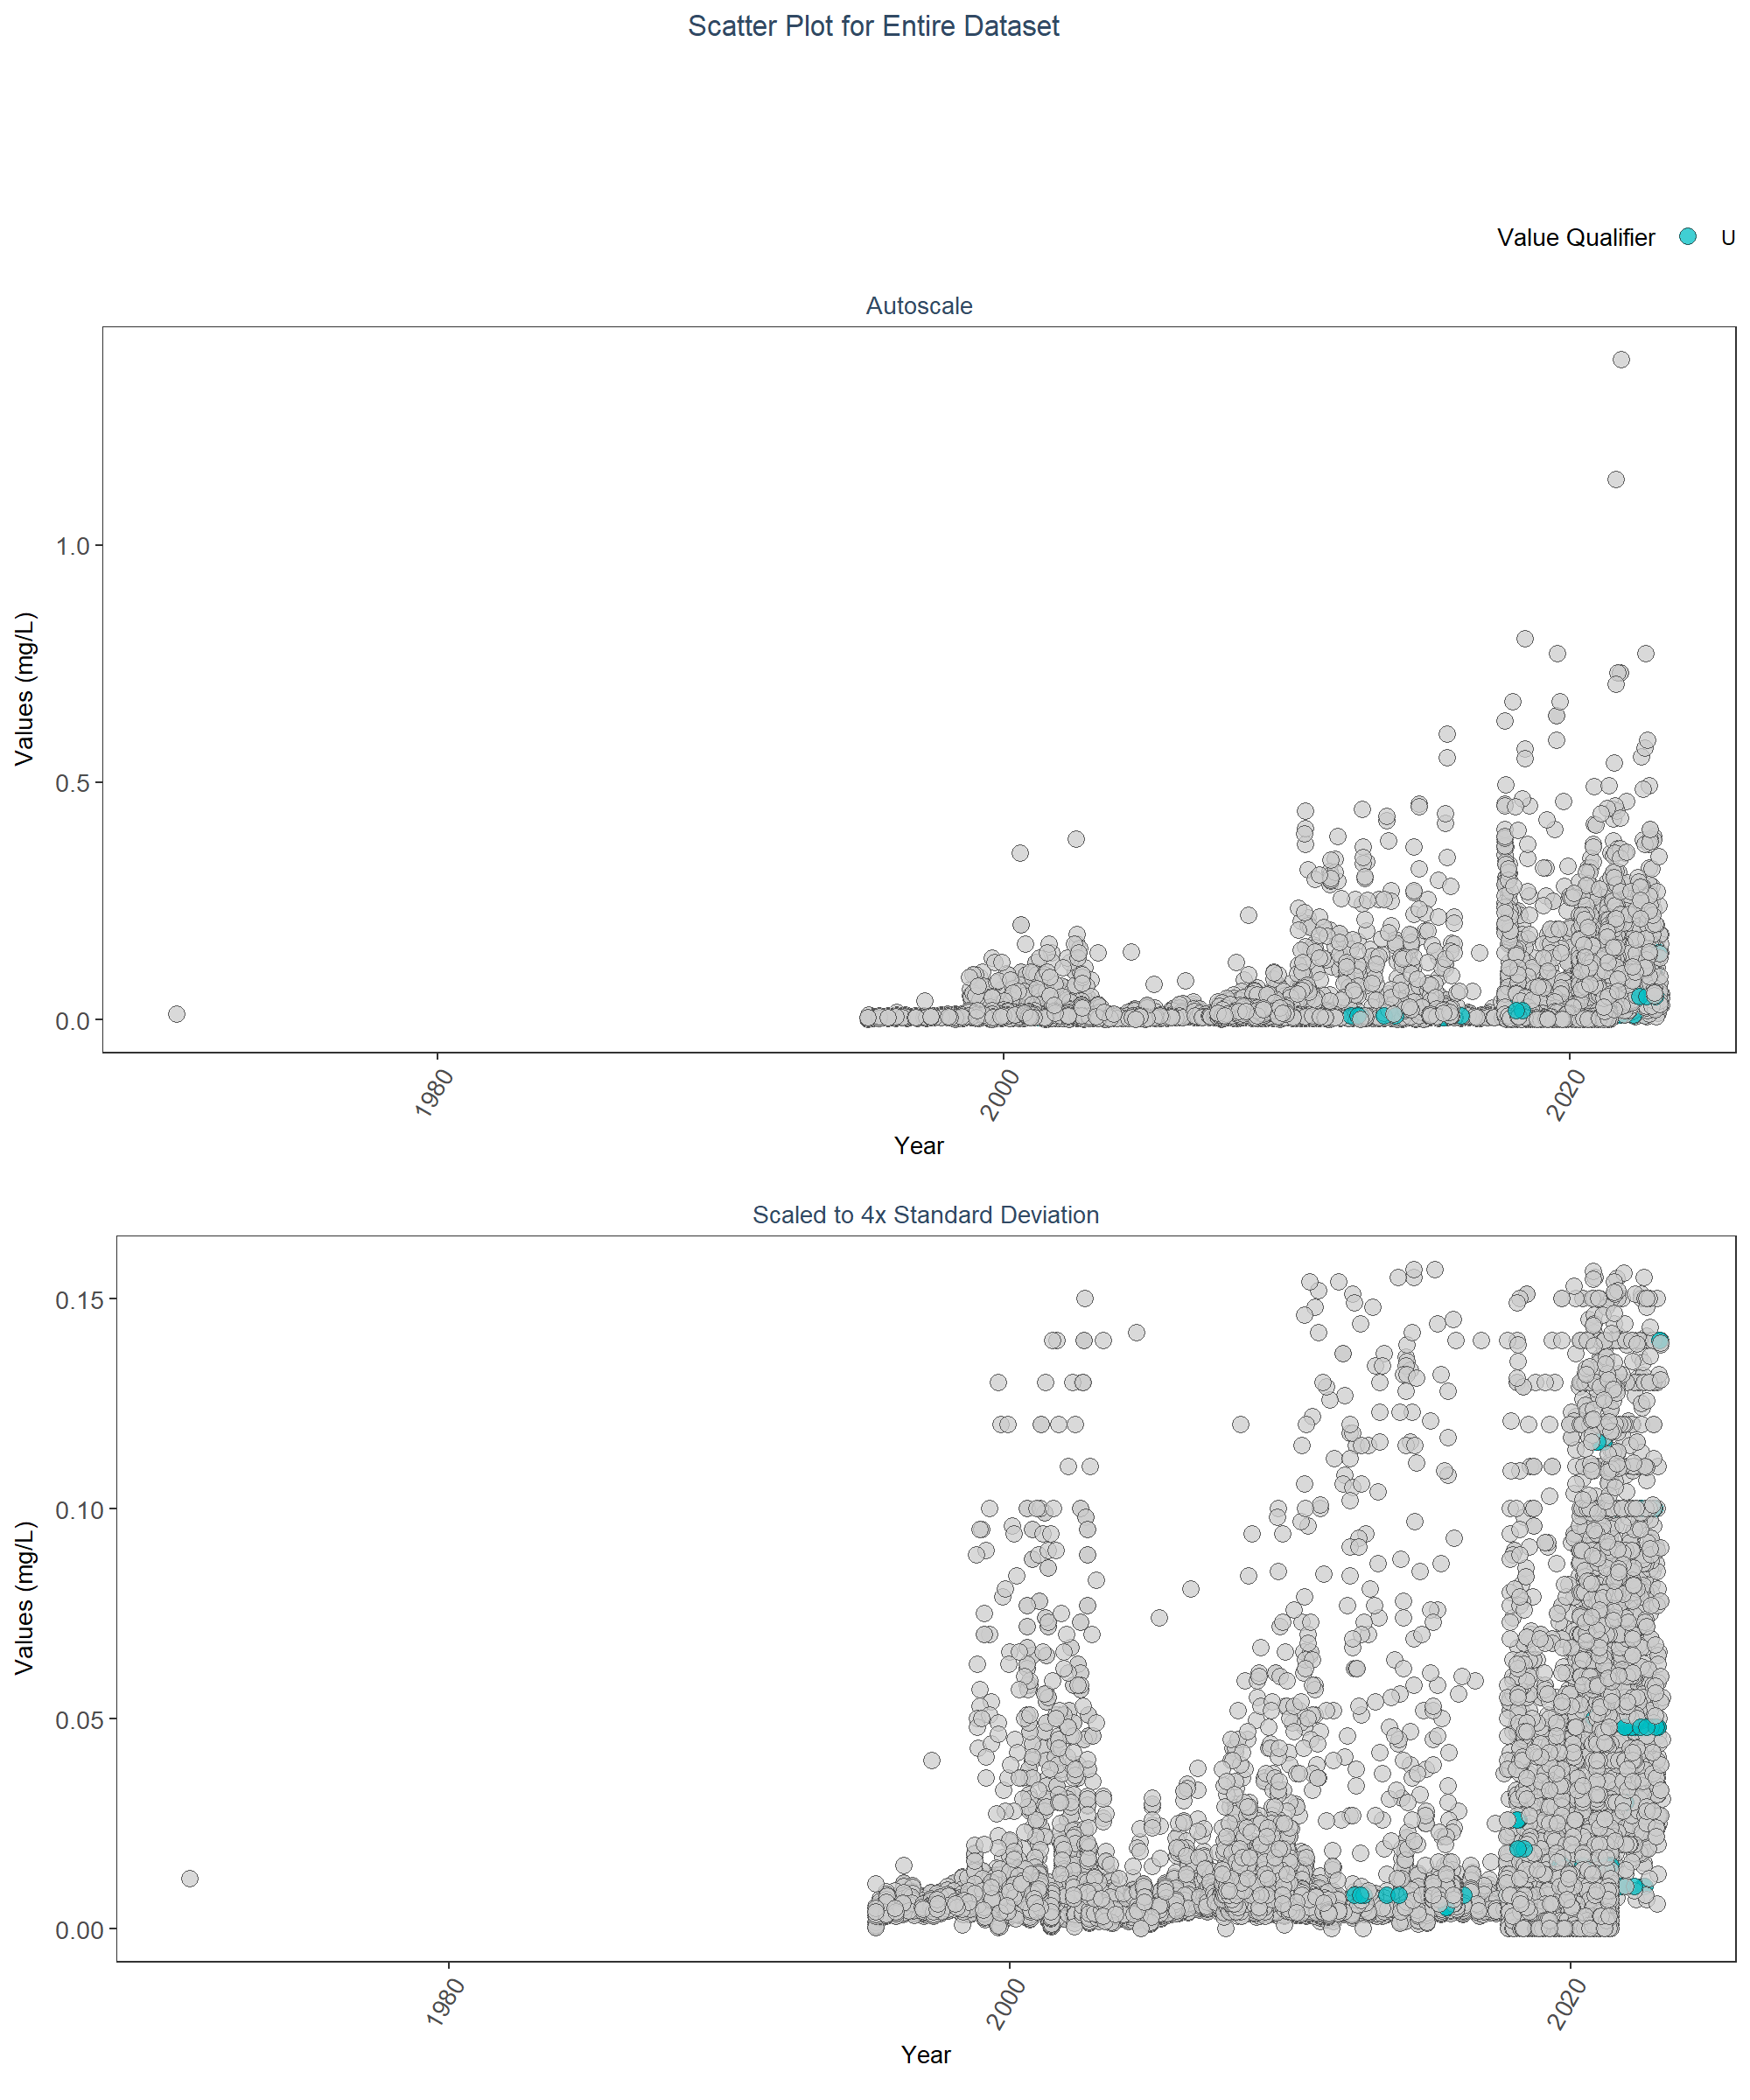 Scatter Plot for Entire Dataset
Value Qualifier U
Autoscale
Values (mg/L)
1.0
0.5
0.0
1980 2000 2020
Year
Scaled to 4x Standard Deviation
Values (mg/L)
0.15
0.10
0.05
0.00
1980 2000 2020
Year